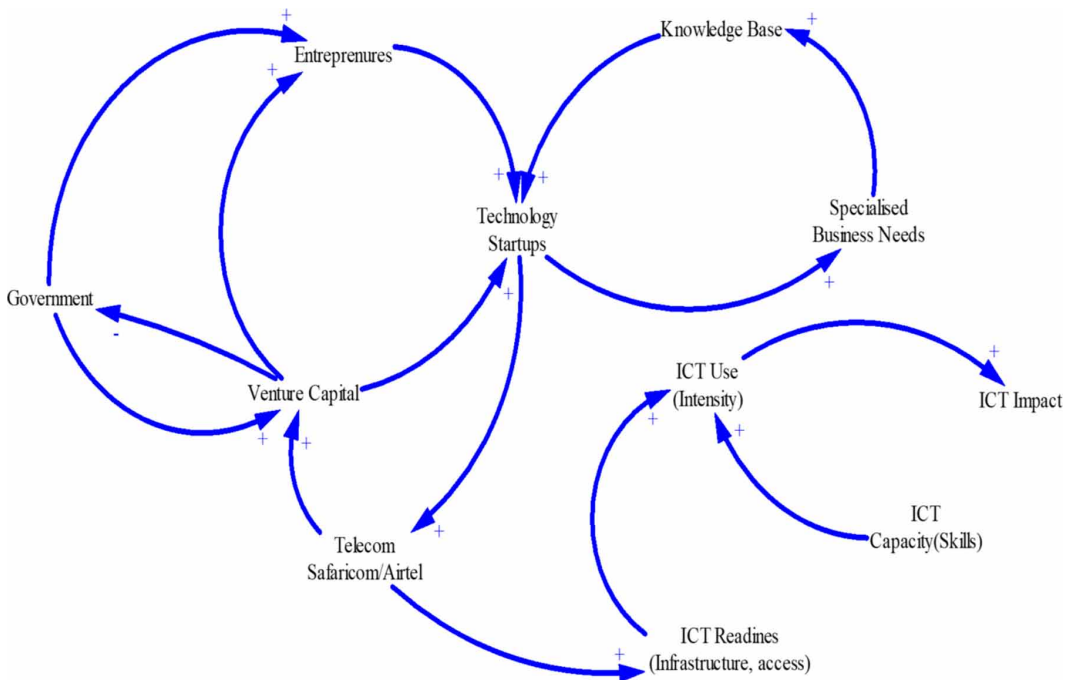 +
Entreprenures
+
Knowledge Base
+
+
+
Technology
Startups
Specialised
Business Needs
+
+
Government
-
Venture Capital
+
+
ICT Use
(Intensity)
+
+
+
ICT Impact
+
Telecom
Safaricom/Airtel
ICT
Capacity(Skills)
+
ICT Readines
(Infrastructure, access)